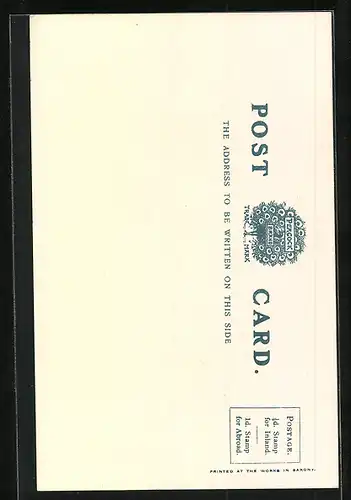 POST CARD.
PEACOCK
BRAND
TRADE MARK
THE ADDRESS TO BE WRITTEN ON THIS SIDE
POSTAGE.
½d. Stamp
for Inland.
1d. Stamp
for Abroad.
PRINTED AT THE WORKS IN SAXONY.